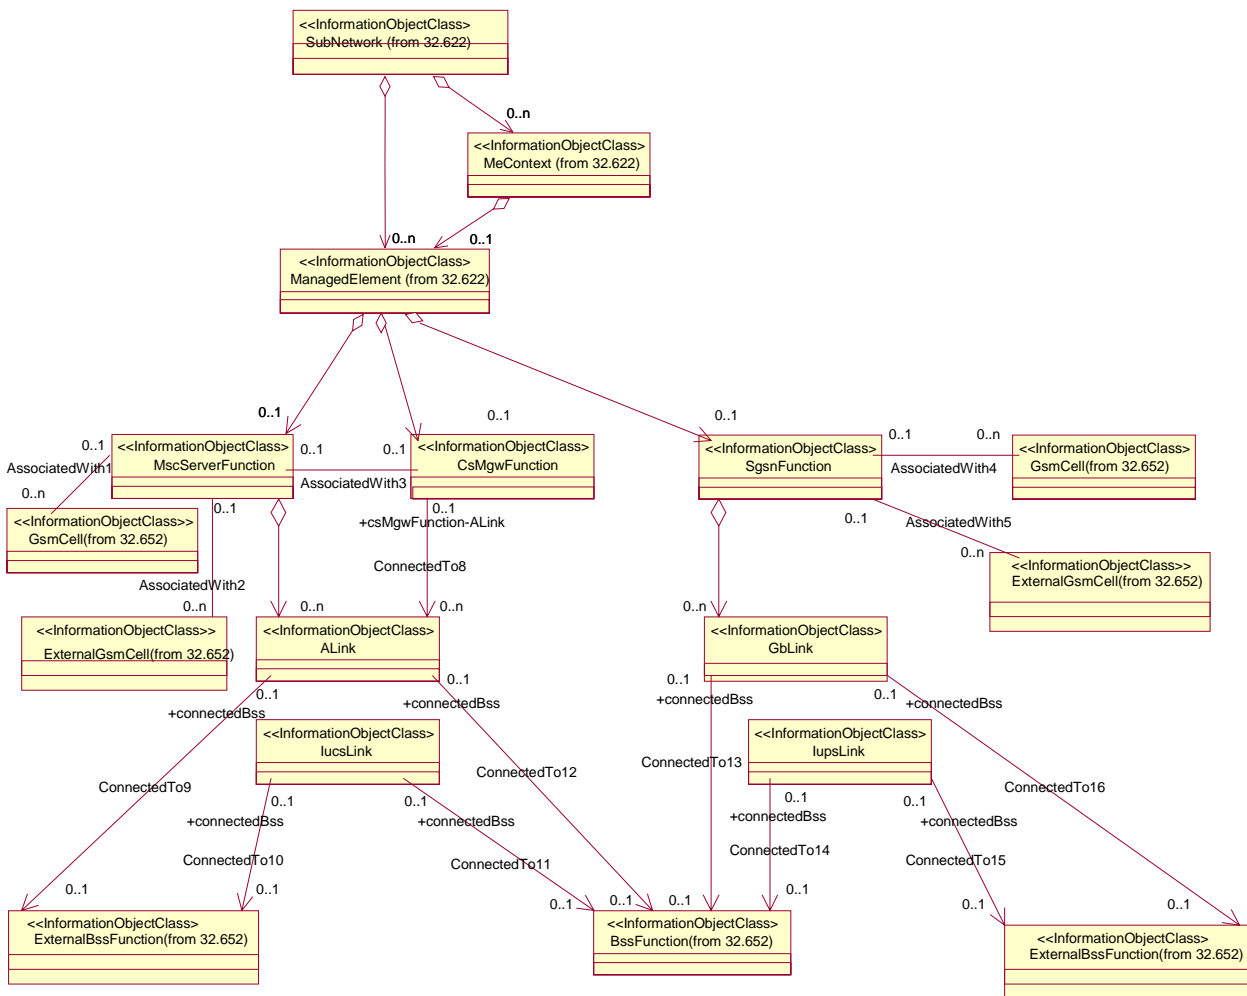 <<InformationObjectClass>
SubNetwork (from 32.622)
0..n
<<InformationObjectClass>
MeContext (from 32.622)
0..n
0..1
<<InformationObjectClass>
ManagedElement (from 32.622)
0..1
0..1
0..1
0..1
<<InformationObjectClass>
MscServerFunction
0..1
0..1
AssociatedWith3
<<InformationObjectClass>
CsMgwFunction
<<InformationObjectClass>
SgsnFunction
0..1
0..n
AssociatedWith4
<<InformationObjectClass>
GsmCell(from 32.652)
AssociatedWith1
0..n
<<InformationObjectClass>>
GsmCell(from 32.652)
0..1
0..1
+csMgwFunction-ALink
ConnectedTo8
0..1
AssociatedWith5
0..n
<<InformationObjectClass>>
ExternalGsmCell(from 32.652)
AssociatedWith2
0..n
0..n
0..n
0..n
<<InformationObjectClass>>
ExternalGsmCell(from 32.652)
<<InformationObjectClass>
ALink
<<InformationObjectClass>
GbLink
0..1
+connectedBss
0..1
+connectedBss
0..1
+connectedBss
0..1
+connectedBss
<<InformationObjectClass>
IucsLink
<<InformationObjectClass>
IupsLink
ConnectedTo9
ConnectedTo12
ConnectedTo13
ConnectedTo16
0..1
+connectedBss
0..1
+connectedBss
0..1
+connectedBss
0..1
+connectedBss
ConnectedTo10
ConnectedTo11
ConnectedTo14
ConnectedTo15
0..1
0..1
0..1
0..1
0..1
0..1
0..1
0..1
<<InformationObjectClass>
ExternalBssFunction(from 32.652)
<<InformationObjectClass>
BssFunction(from 32.652)
<<InformationObjectClass>
ExternalBssFunction(from 32.652)